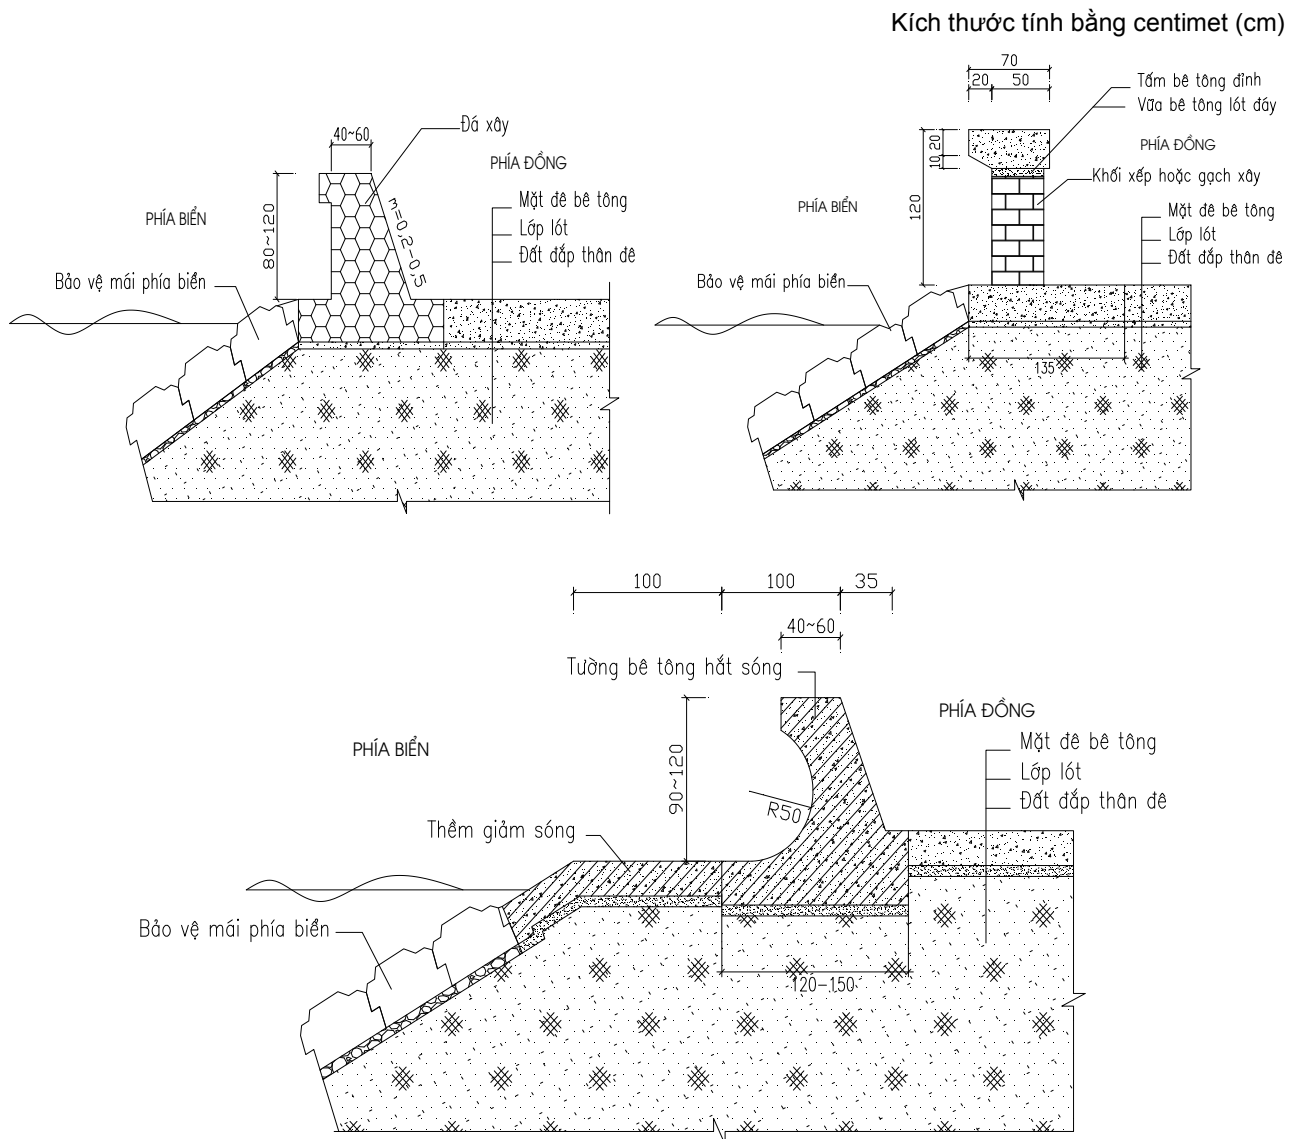 Kích thước tính bằng centimet (cm)
40~60
Đá xây
PHÍA ĐỒNG
Mặt đê bê tông
Lớp lót
Đất đắp thân đê
PHÍA BIỂN
80~120
m=0,2-0,5
Bảo vệ mái phía biển
70
20
50
Tấm bê tông đỉnh
Vữa bê tông lót đáy
PHÍA ĐỒNG
10
20
Khối xếp hoặc gạch xây
PHÍA BIỂN
120
Mặt đê bê tông
Lớp lót
Đất đắp thân đê
Bảo vệ mái phía biển
135
100
100
35
40~60
Tường bê tông hắt sóng
PHÍA ĐỒNG
Mặt đê bê tông
Lớp lót
Đất đắp thân đê
PHÍA BIỂN
90~120
R50
Thềm giảm sóng
Bảo vệ mái phía biển
120-150